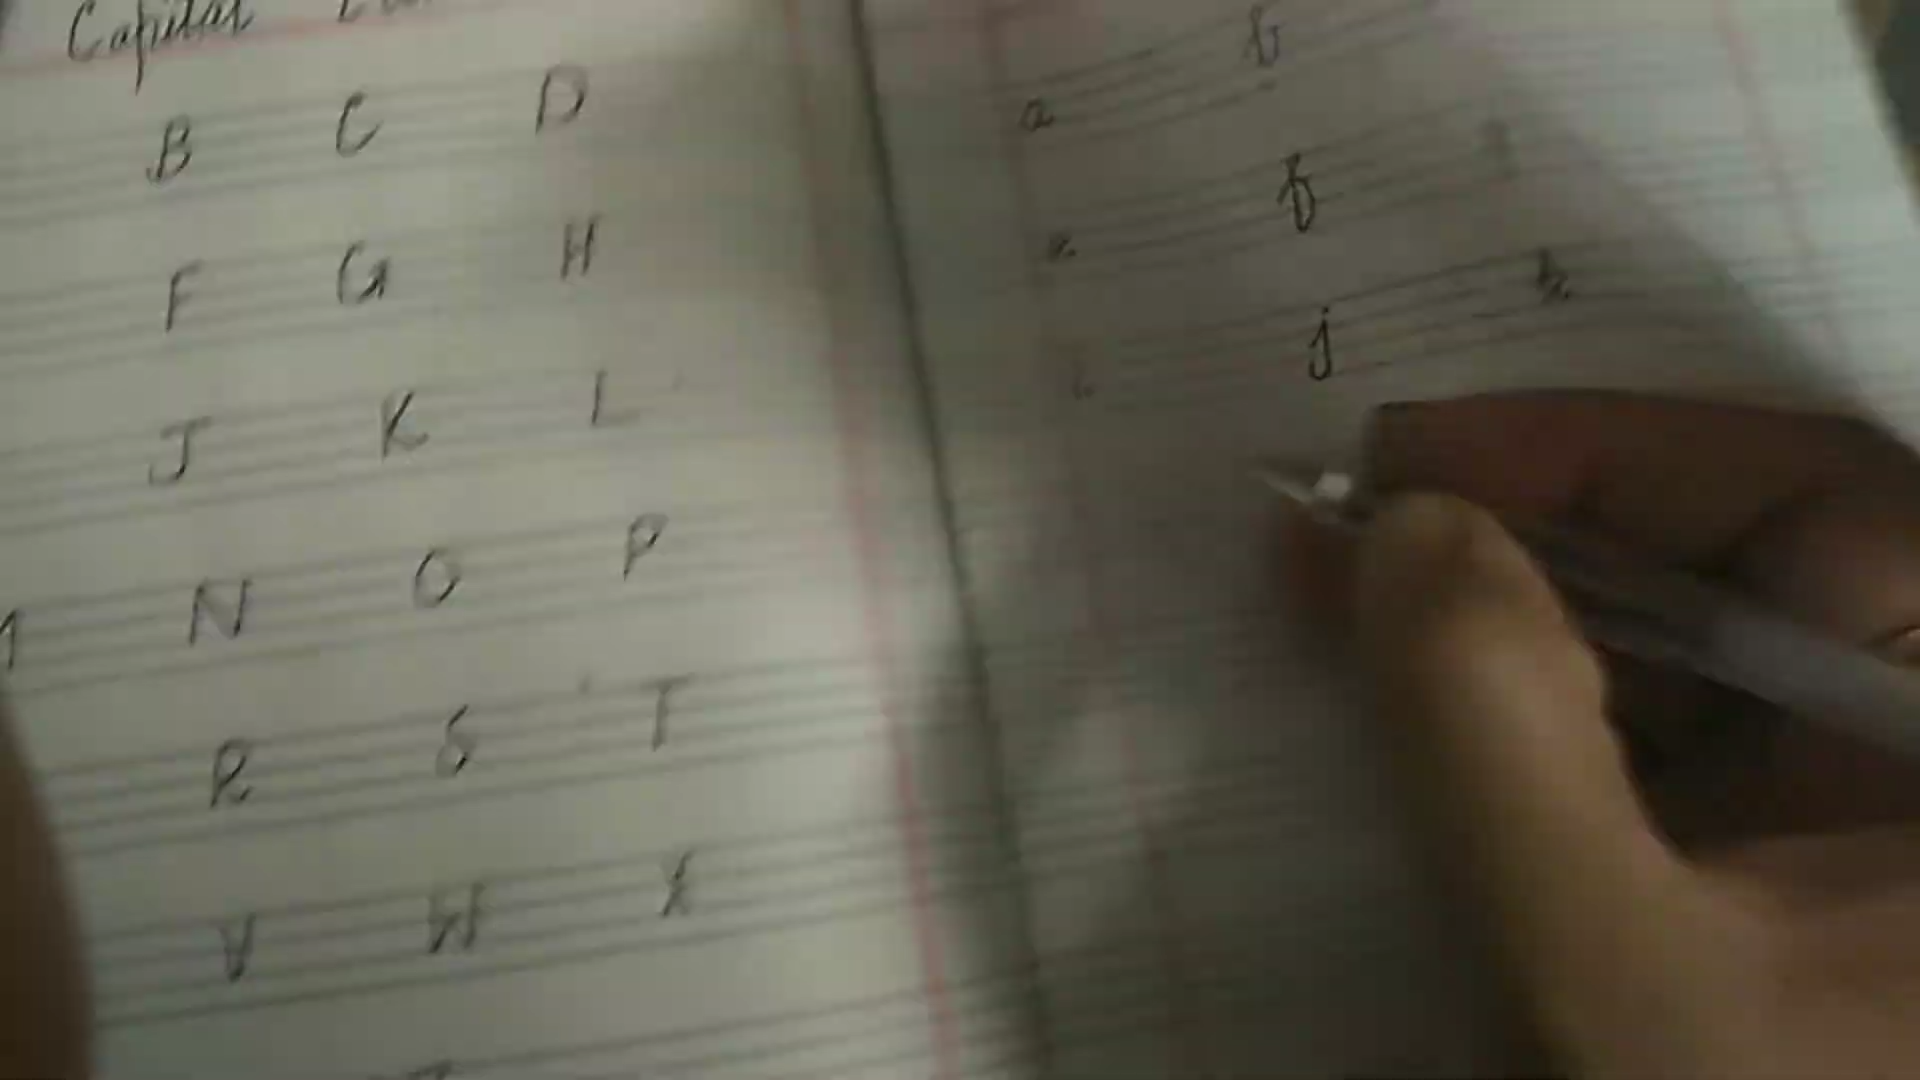 Capital
B C D
F G H
J K L
N O P
R S T
V W X
a b
e f
i j k